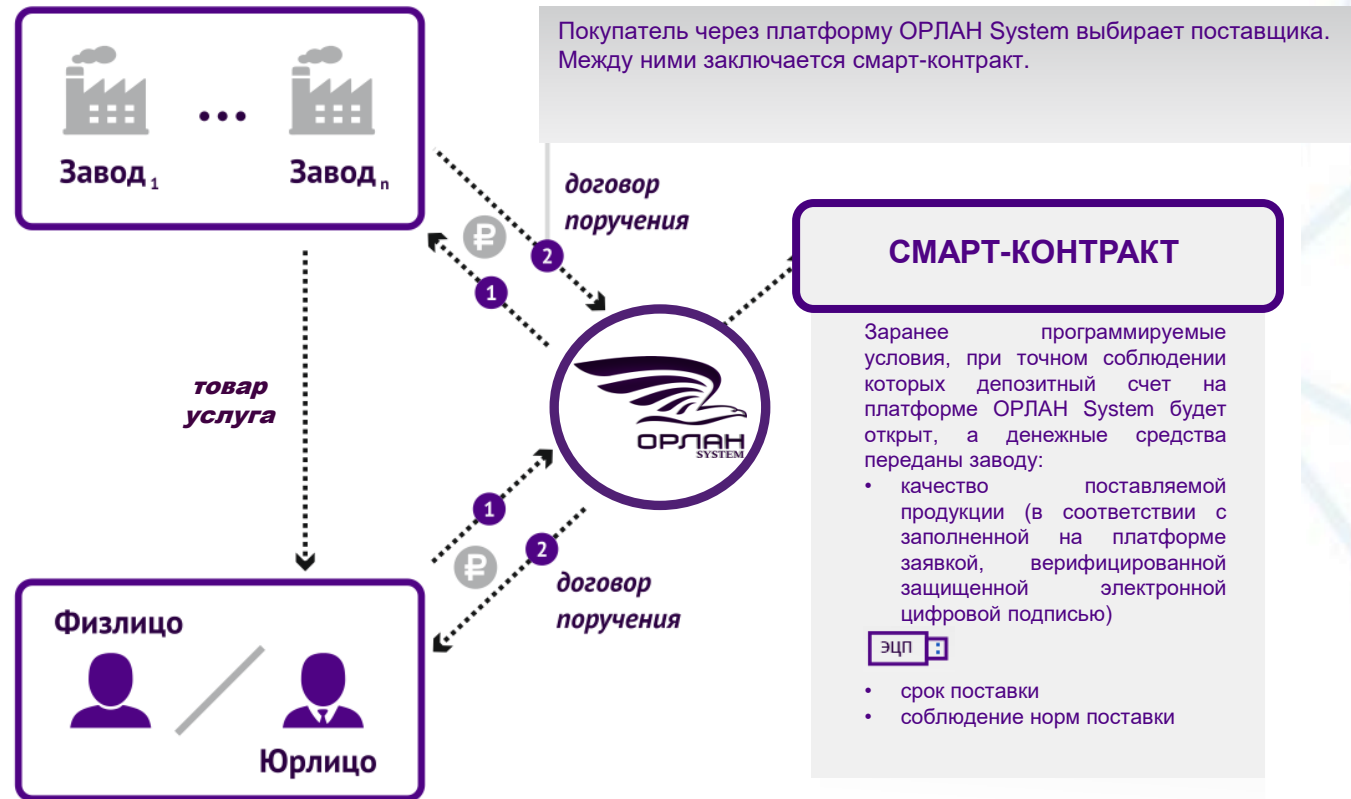 Покупатель через платформу ОРЛАН System выбирает поставщика.
Между ними заключается смарт-контракт.
Завод 1
...
Завод n
договор
поручения
₽
2
1
СМАРТ-КОНТРАКТ
Заранее программируемые
условия, при точном соблюдении
которых депозитный счет на
платформе ОРЛАН System будет
открыт, а денежные средства
переданы заводу:
• качество поставляемой
продукции (в соответствии с
заполненной на платформе
заявкой, верифицированной
защищенной электронной
цифровой подписью)
ЭЦП
• срок поставки
• соблюдение норм поставки
товар
услуга
ОРЛАН
SYSTEM
1
₽
2
договор
поручения
Физлицо
Юрлицо